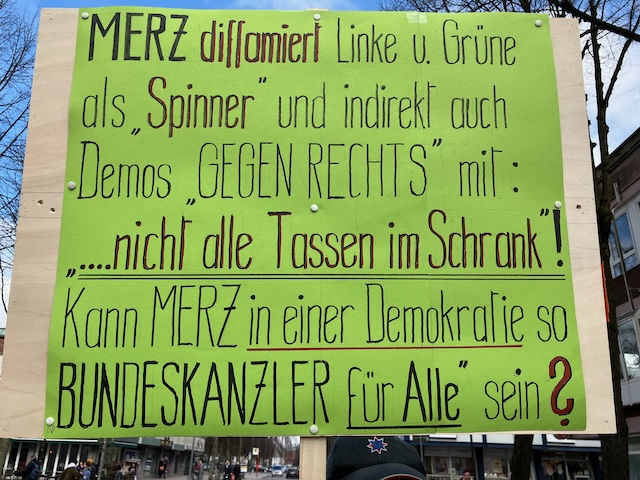 MERZ diffamiert Linke u. Grüne
als „Spinner" und indirekt auch
Demos „GEGEN RECHTS" mit :
„....nicht alle Tassen im Schrank"!
Kann MERZ in einer Demokratie so
BUNDESKANZLER für Alle" sein ?